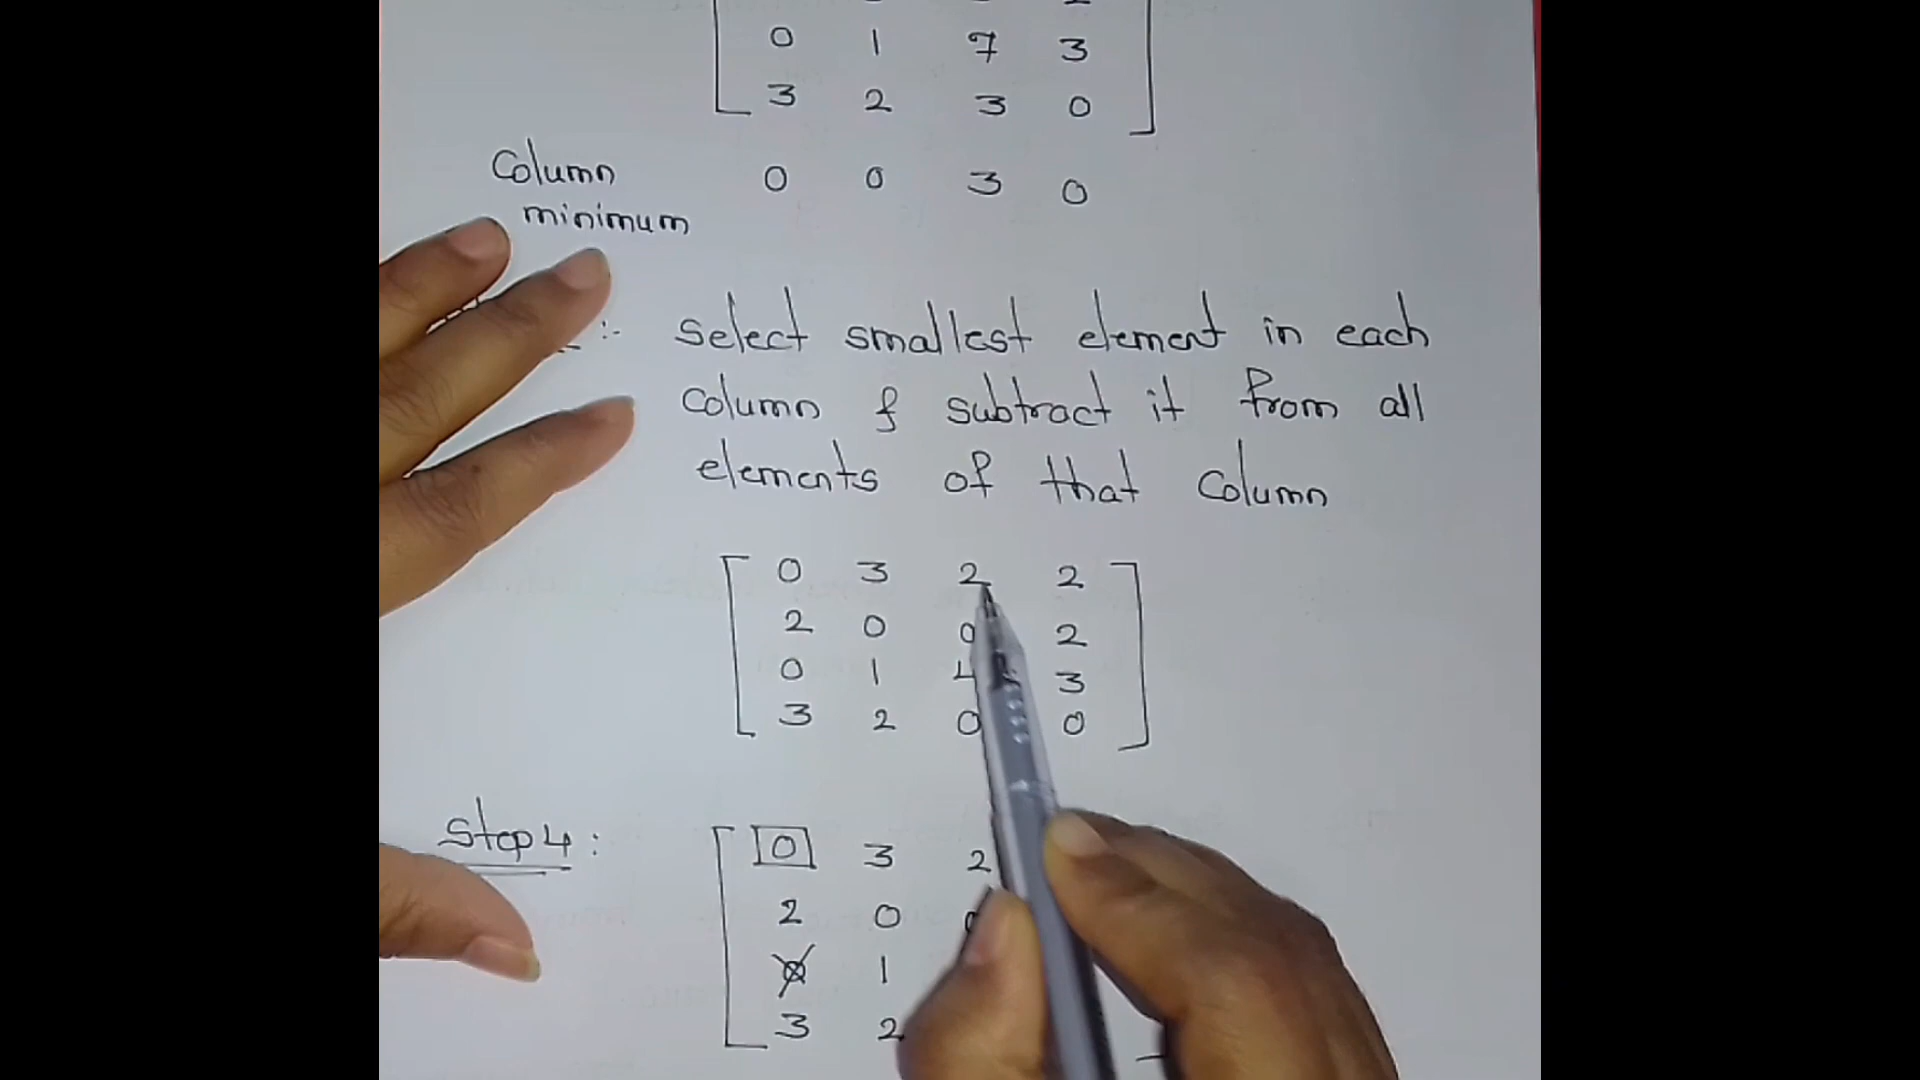 0 1 7 3
3 2 3 0
Column 0 0 3 0
minimum
:- select smallest element in each
column & subtract it from all
elements of that column
0 3 2 2
2 0 0 2
0 1 4 3
3 2 0 0
Step 4: 0 3 2
2 0
0 1
3 2